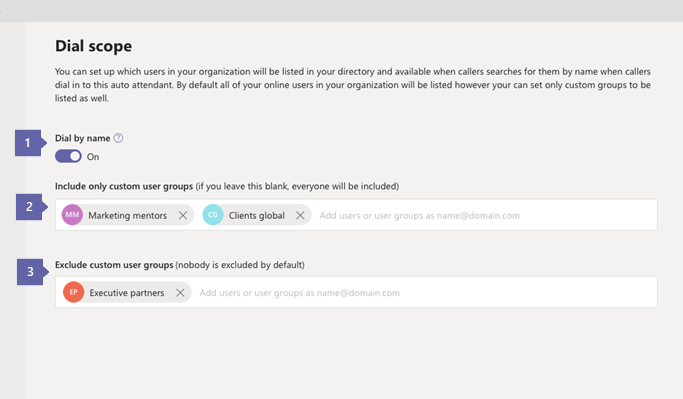 Dial scope
You can set up which users in your organization will be listed in your directory and available when callers searches for them by name when callers
dial in to this auto attendant. By default all of your online users in your organization will be listed however your can set only custom groups to be
listed as well.
1
Dial by name ?
On
Include only custom user groups (if you leave this blank, everyone will be included)
2
MM Marketing mentors CG Clients global Add users or user groups as name@domain.com
Exclude custom user groups (nobody is excluded by default)
3
EP Executive partners Add users or user groups as name@domain.com